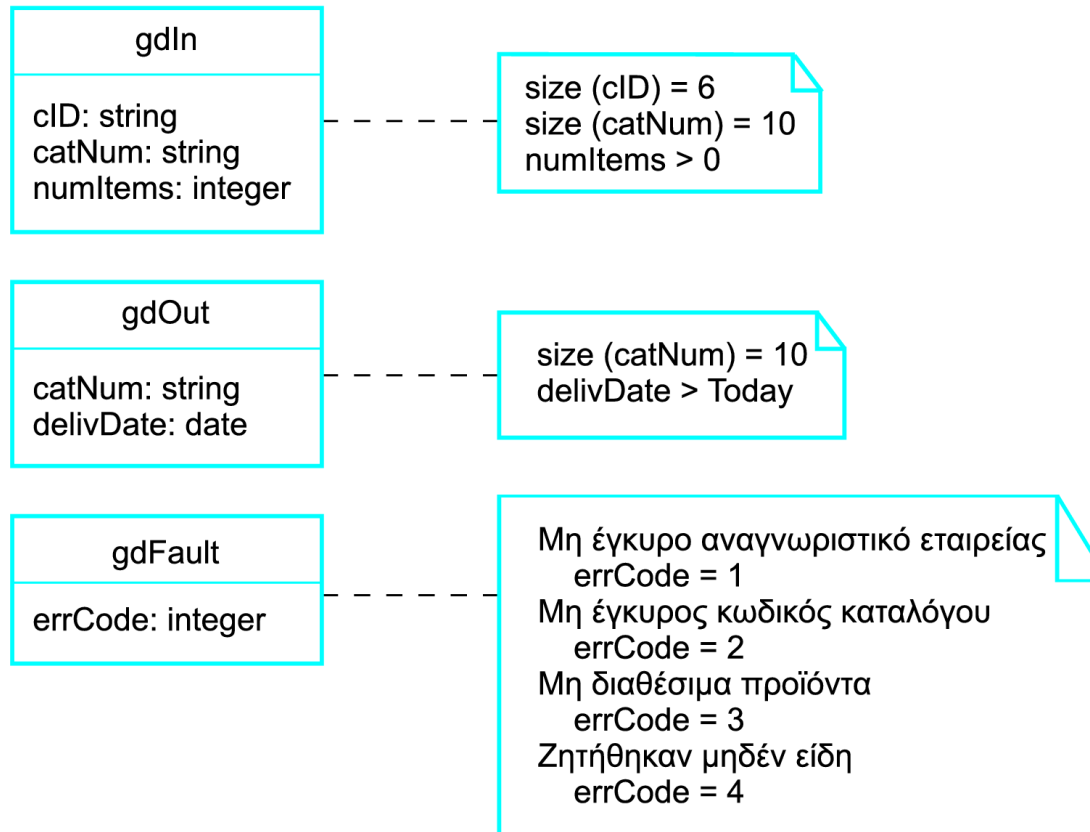 gdIn
cID: string
catNum: string
numItems: integer
size (cID) = 6
size (catNum) = 10
numItems > 0
gdOut
catNum: string
delivDate: date
size (catNum) = 10
delivDate > Today
gdFault
errCode: integer
Μη έγκυρο αναγνωριστικό εταιρείας
errCode = 1
Μη έγκυρος κωδικός καταλόγου
errCode = 2
Μη διαθέσιμα προϊόντα
errCode = 3
Ζητήθηκαν μηδέν είδη
errCode = 4